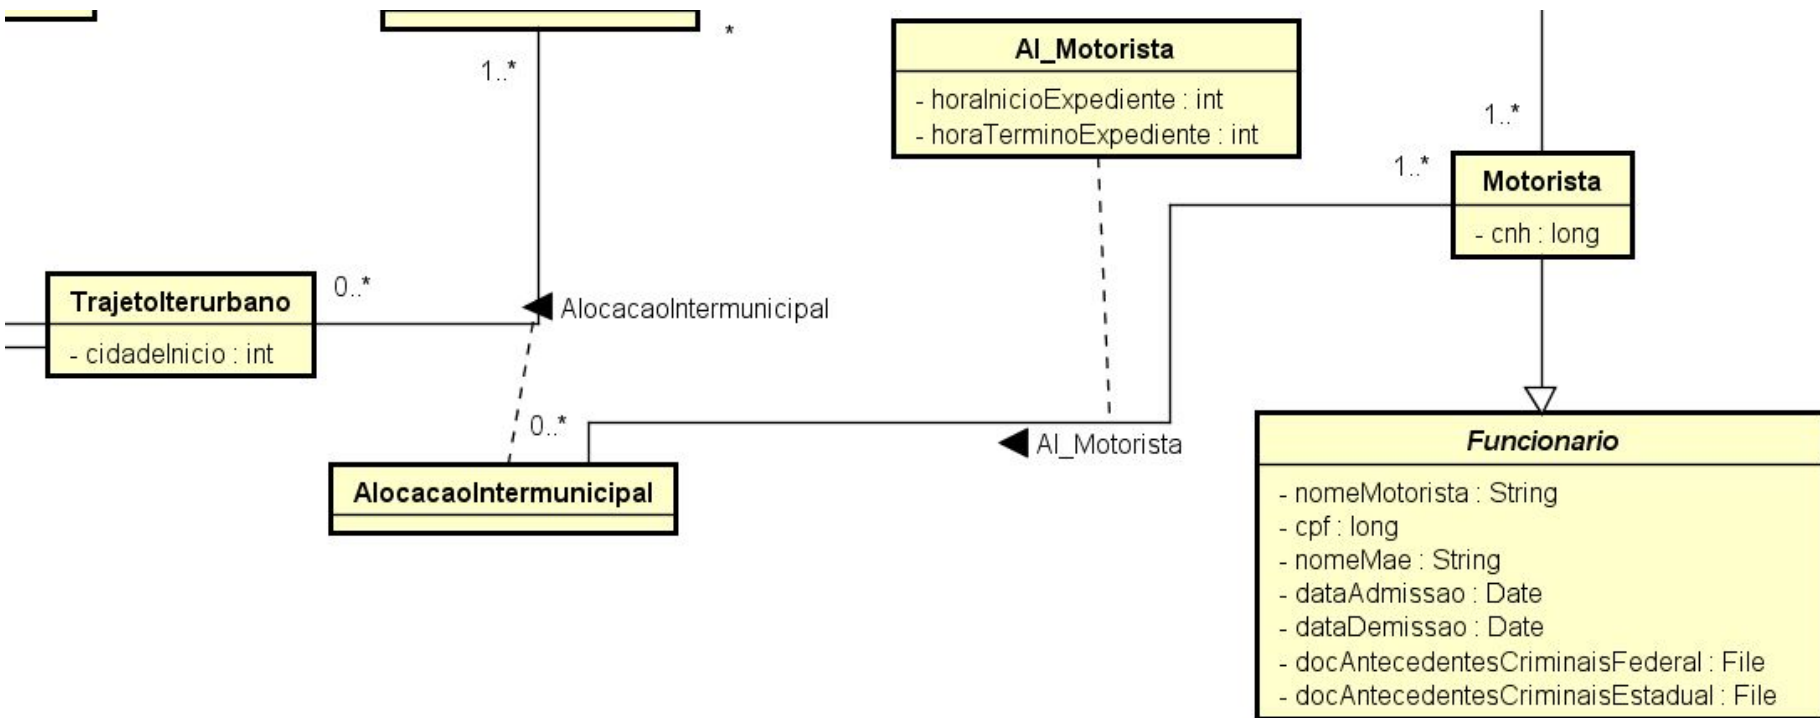 *
1..*
Al_Motorista
- horaInicioExpediente : int
- horaTerminoExpediente : int
1..*
1..*
Motorista
- cnh : long
TrajetoIterurbano
- cidadeInicio : int
0..*
AlocacaoIntermunicipal
0..*
Al_Motorista
AlocacaoIntermunicipal
Funcionario
- nomeMotorista : String
- cpf : long
- nomeMae : String
- dataAdmissao : Date
- dataDemissao : Date
- docAntecedentesCriminaisFederal : File
- docAntecedentesCriminaisEstadual : File